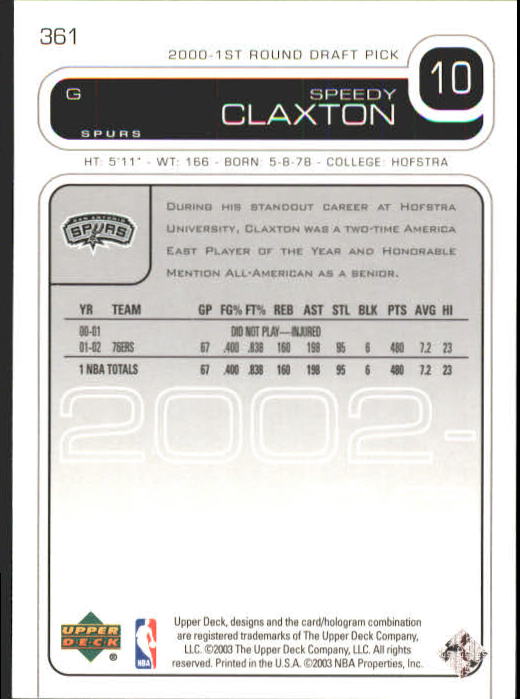 361
2000-1ST ROUND DRAFT PICK
10
G
SPEEDY
CLAXTON
SPURS
HT: 5'11" - WT: 166 - BORN: 5-8-78 - COLLEGE: HOFSTRA
SAN ANTONIO
SPURS
DURING HIS STANDOUT CAREER AT HOFSTRA
UNIVERSITY, CLAXTON WAS A TWO-TIME AMERICA
EAST PLAYER OF THE YEAR AND HONORABLE
MENTION ALL-AMERICAN AS A SENIOR.
YR TEAM GP FG% FT% REB AST STL BLK PTS AVG HI
00-01 DID NOT PLAY—INJURED
01-02 76ERS 67 .400 .838 160 198 95 6 480 7.2 23
1 NBA TOTALS 67 .400 .838 160 198 95 6 480 7.2 23
2002-
UPPER
DECK
®
NBA
Upper Deck, designs and the card/hologram combination
are registered trademarks of The Upper Deck Company,
LLC. ©2003 The Upper Deck Company, LLC. All rights
reserved. Printed in the U.S.A. ©2003 NBA Properties, Inc.